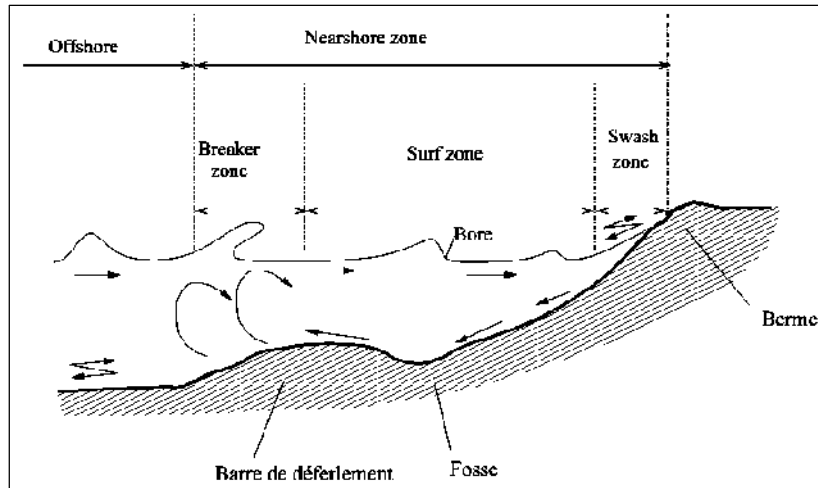 Offshore
Nearshore zone
Breaker
zone
Surf zone
Swash
zone
Bore
Berme
Barre de déferlement
Fosse